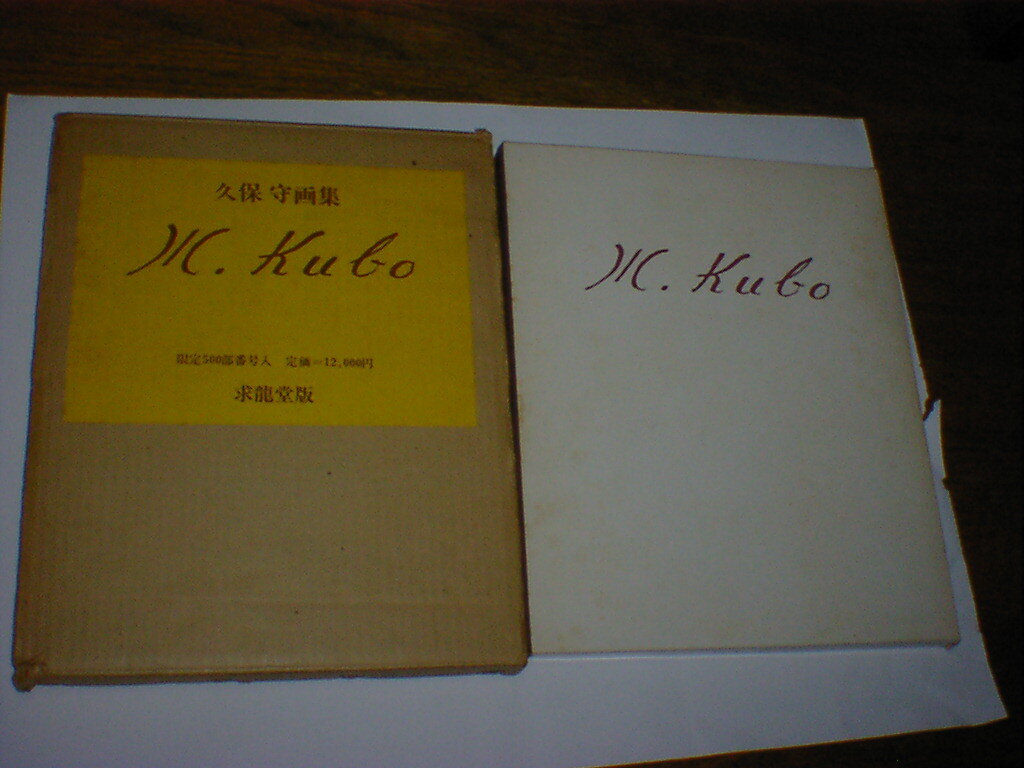 久保 守画集
M. Kubo
限定500部番号入 定価=12,000円
求龍堂版
M. Kubo